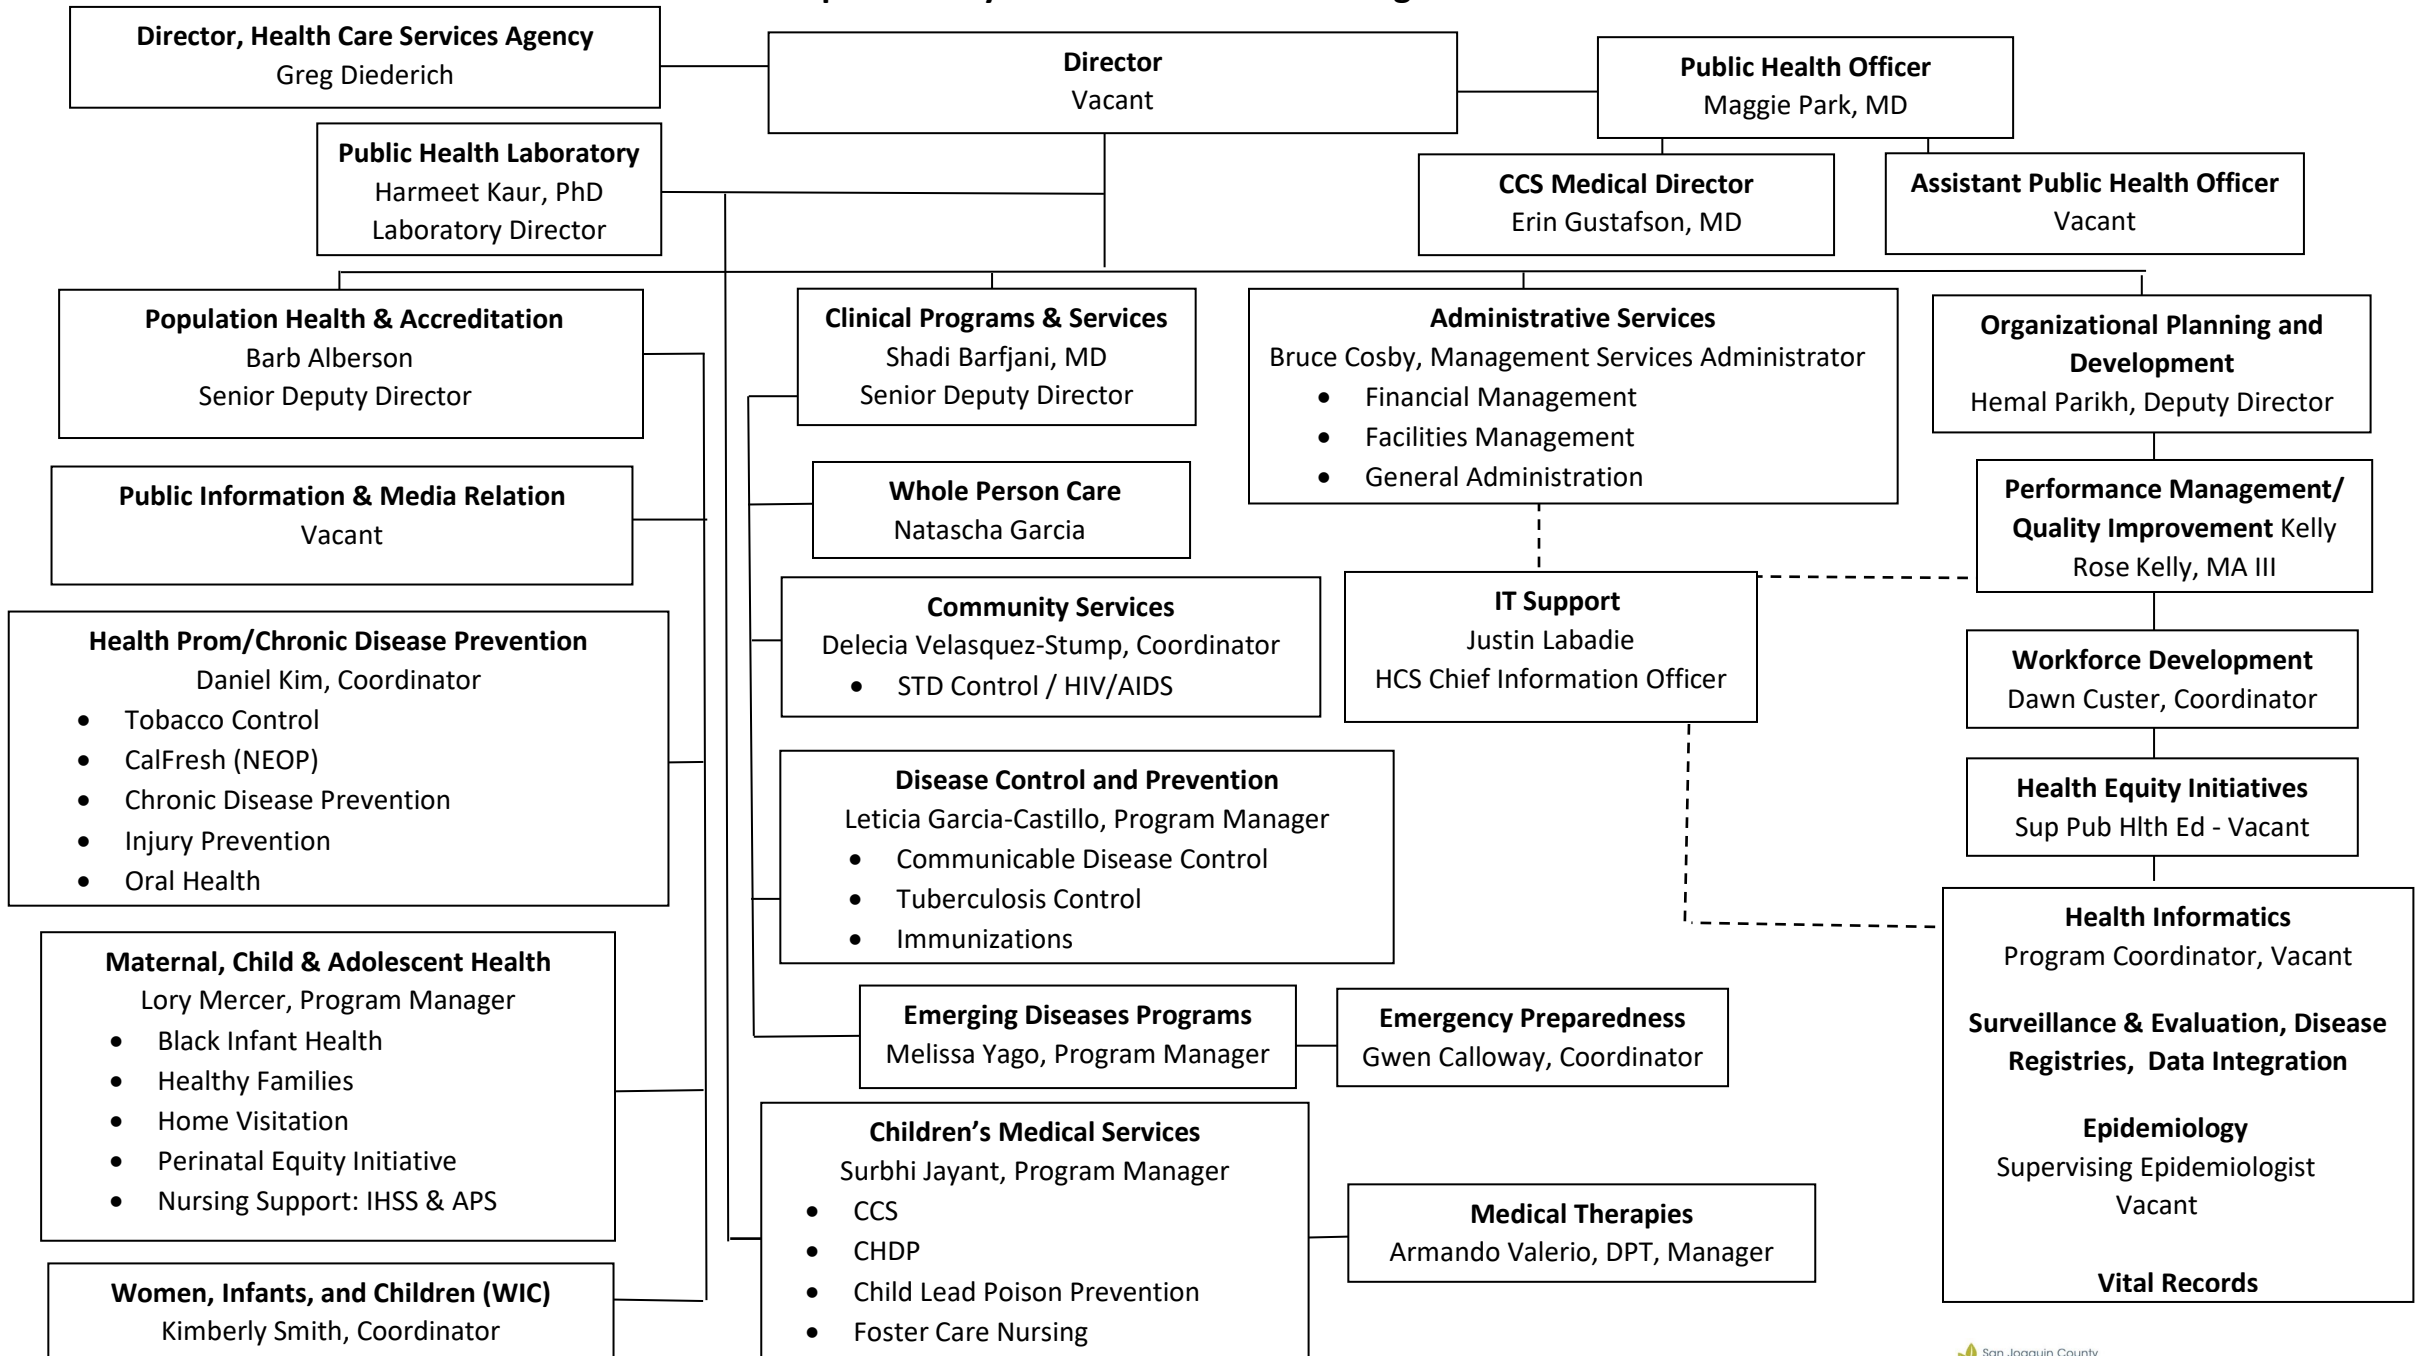 Director, Health Care Services Agency
Greg Diederich
Director
Vacant
Public Health Officer
Maggie Park, MD
Public Health Laboratory
Harmeet Kaur, PhD
Laboratory Director
CCS Medical Director
Erin Gustafson, MD
Assistant Public Health Officer
Vacant
Population Health & Accreditation
Barb Alberson
Senior Deputy Director
Public Information & Media Relation
Vacant
Health Prom/Chronic Disease Prevention
Daniel Kim, Coordinator
• Tobacco Control
• CalFresh (NEOP)
• Chronic Disease Prevention
• Injury Prevention
• Oral Health
Maternal, Child & Adolescent Health
Lory Mercer, Program Manager
• Black Infant Health
• Healthy Families
• Home Visitation
• Perinatal Equity Initiative
• Nursing Support: IHSS & APS
Women, Infants, and Children (WIC)
Kimberly Smith, Coordinator
Clinical Programs & Services
Shadi Barfjani, MD
Senior Deputy Director
Whole Person Care
Natascha Garcia
Community Services
Delecia Velasquez-Stump, Coordinator
• STD Control / HIV/AIDS
Disease Control and Prevention
Leticia Garcia-Castillo, Program Manager
• Communicable Disease Control
• Tuberculosis Control
• Immunizations
Emerging Diseases Programs
Melissa Yago, Program Manager
Emergency Preparedness
Gwen Calloway, Coordinator
Children’s Medical Services
Surbhi Jayant, Program Manager
• CCS
• CHDP
• Child Lead Poison Prevention
• Foster Care Nursing
Medical Therapies
Armando Valerio, DPT, Manager
Administrative Services
Bruce Cosby, Management Services Administrator
• Financial Management
• Facilities Management
• General Administration
IT Support
Justin Labadie
HCS Chief Information Officer
Organizational Planning and
Development
Hemal Parikh, Deputy Director
Performance Management/
Quality Improvement Kelly
Rose Kelly, MA III
Workforce Development
Dawn Custer, Coordinator
Health Equity Initiatives
Sup Pub Hlth Ed - Vacant
Health Informatics
Program Coordinator, Vacant
Surveillance & Evaluation, Disease
Registries, Data Integration
Epidemiology
Supervising Epidemiologist
Vacant
Vital Records
San Joaquin County